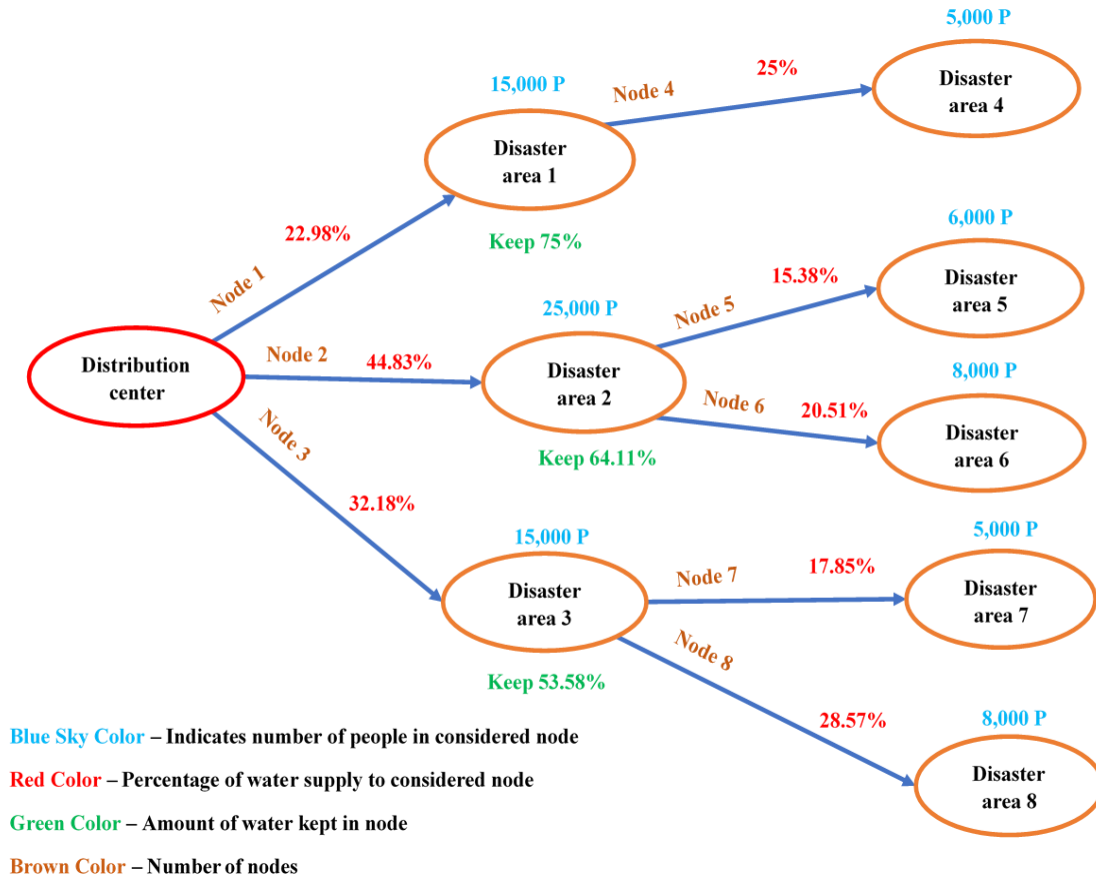 5,000 P
25%
Node 4
15,000 P
Disaster
area 4
Disaster
area 1
22.98%
Keep 75%
Node 1
6,000 P
15.38%
Node 5
Disaster
area 5
25,000 P
Node 2
44.83%
Distribution
center
Disaster
area 2
8,000 P
Node 6
20.51%
Disaster
area 6
Keep 64.11%
Node 3
32.18%
15,000 P
5,000 P
Node 7
17.85%
Disaster
area 3
Disaster
area 7
Node 8
Keep 53.58%
28.57%
8,000 P
Disaster
area 8
Blue Sky Color – Indicates number of people in considered node
Red Color – Percentage of water supply to considered node
Green Color – Amount of water kept in node
Brown Color – Number of nodes